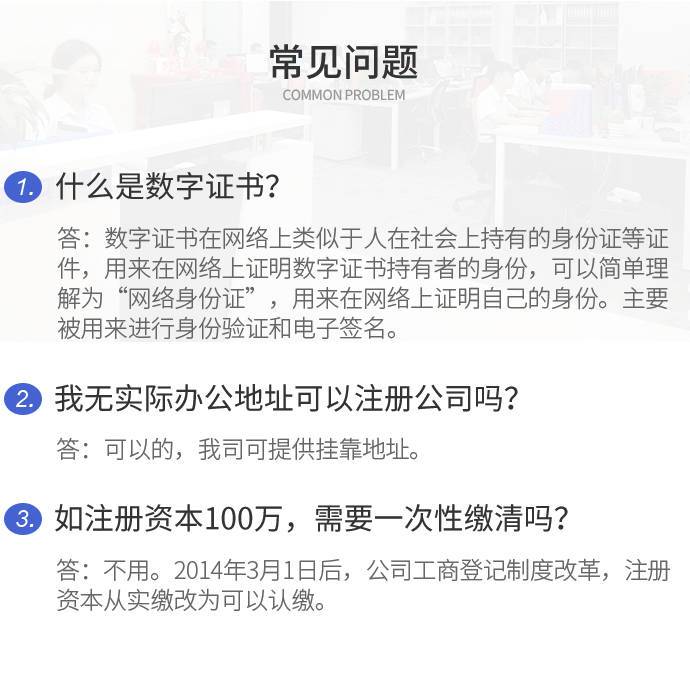 常见问题
COMMON PROBLEM
1. 什么是数字证书？
答：数字证书在网络上类似于人在社会上持有的身份证等证
件，用来在网络上证明数字证书持有者的身份，可以简单理
解为“网络身份证”，用来在网络上证明自己的身份。主要
被用来进行身份验证和电子签名。
2. 我无实际办公地址可以注册公司吗？
答：可以的，我司可提供挂靠地址。
3. 如注册资本100万，需要一次性缴清吗？
答：不用。2014年3月1日后，公司工商登记制度改革，注册
资本从实缴改为可以认缴。